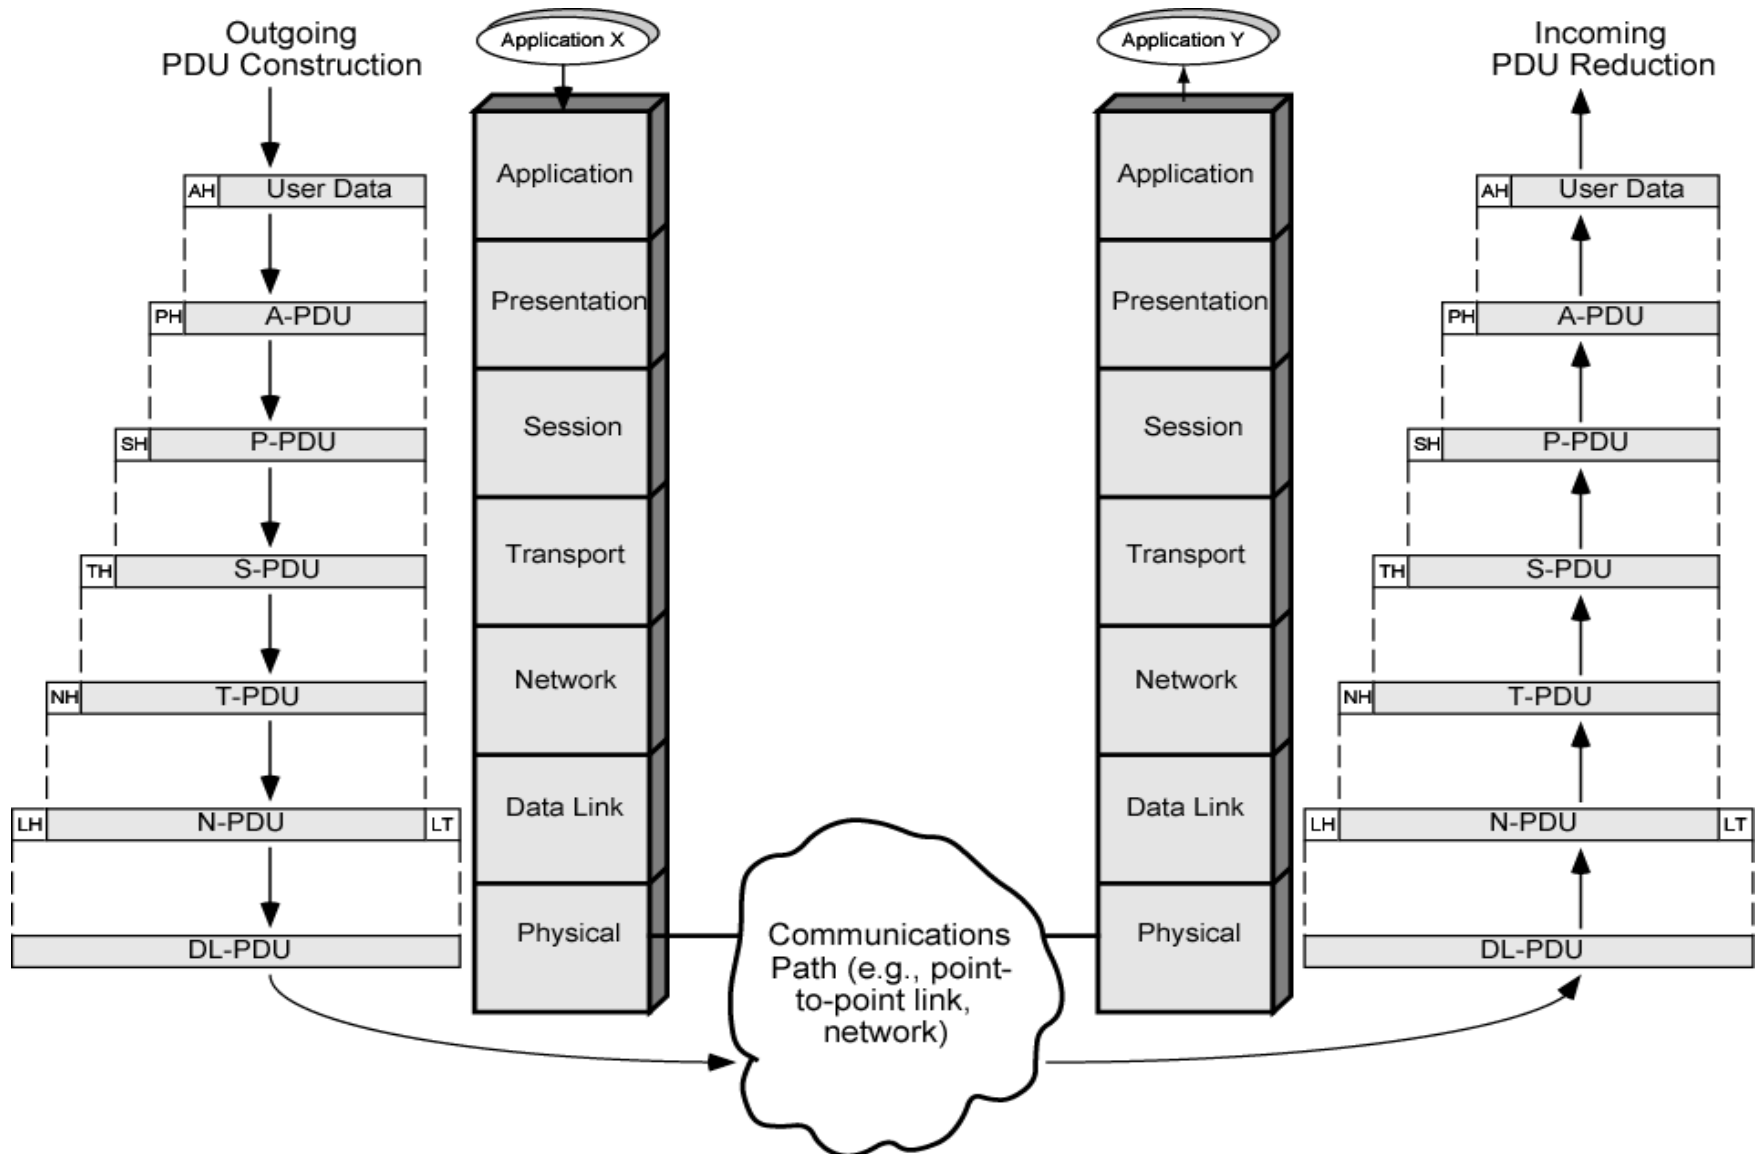 Outgoing
PDU Construction
Application X
Application Y
Incoming
PDU Reduction
AH User Data
Application
Application
AH User Data
PH A-PDU
Presentation
Presentation
PH A-PDU
SH P-PDU
Session
Session
SH P-PDU
TH S-PDU
Transport
Transport
TH S-PDU
NH T-PDU
Network
Network
NH T-PDU
LH N-PDU LT
Data Link
Data Link
LH N-PDU LT
DL-PDU
Physical
Communications
Path (e.g., point-
to-point link,
network)
Physical
DL-PDU